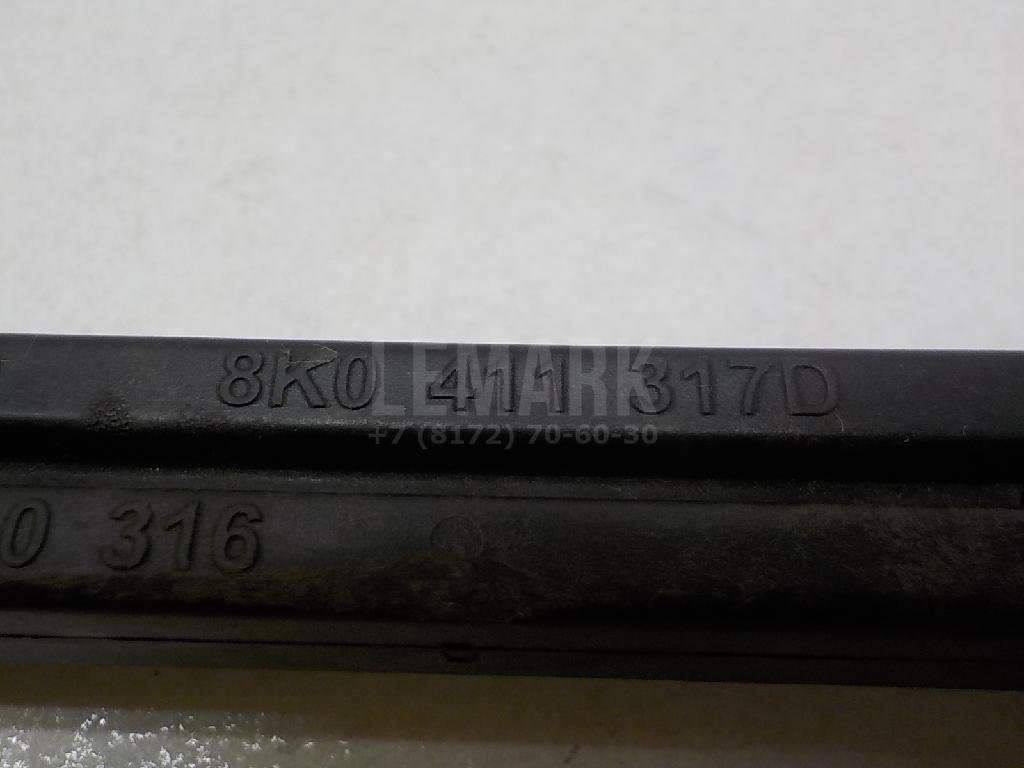 8K0 411 317D
LEMARK
+7 (8172) 70-60-30
0 316